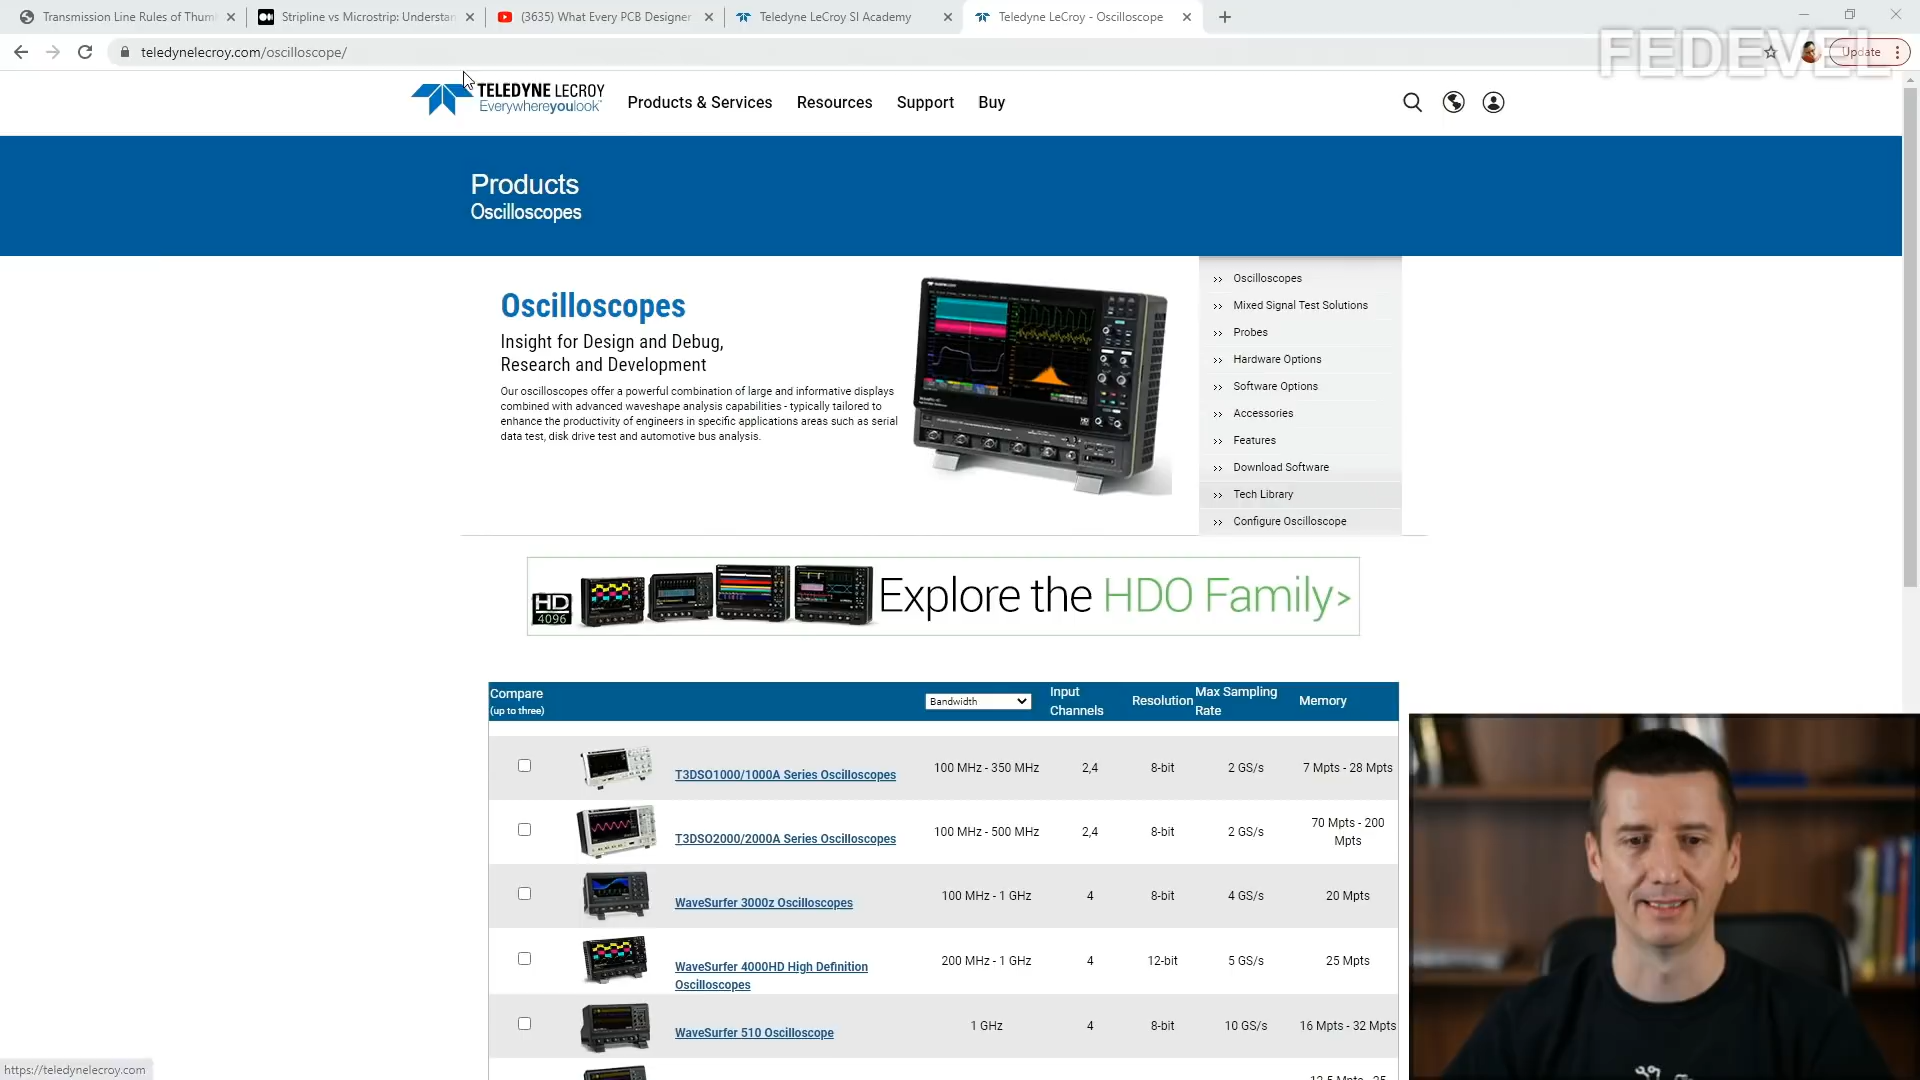 Transmission Line Rules of Thum
Stripline vs Microstrip: Understan
(3635) What Every PCB Designer
Teledyne LeCroy SI Academy
Teledyne LeCroy - Oscilloscope
teledynelecroy.com/oscilloscope/
Update
FEDEVEL
TELEDYNE LECROY
Everywhereyoulook™
Products & Services
Resources
Support
Buy
Products
Oscilloscopes
Oscilloscopes
Insight for Design and Debug,
Research and Development
Our oscilloscopes offer a powerful combination of large and informative displays
combined with advanced waveshape analysis capabilities - typically tailored to
enhance the productivity of engineers in specific applications areas such as serial
data test, disk drive test and automotive bus analysis.
Oscilloscopes
Mixed Signal Test Solutions
Probes
Hardware Options
Software Options
Accessories
Features
Download Software
Tech Library
Configure Oscilloscope
HD
4096
Explore the HDO Family>
Compare
(up to three)
Bandwidth
Input
Channels
Resolution
Max Sampling
Rate
Memory
T3DSO1000/1000A Series Oscilloscopes 100 MHz - 350 MHz 2,4 8-bit 2 GS/s 7 Mpts - 28 Mpts
T3DSO2000/2000A Series Oscilloscopes 100 MHz - 500 MHz 2,4 8-bit 2 GS/s 70 Mpts - 200
Mpts
WaveSurfer 3000z Oscilloscopes 100 MHz - 1 GHz 4 8-bit 4 GS/s 20 Mpts
WaveSurfer 4000HD High Definition
Oscilloscopes
200 MHz - 1 GHz 4 12-bit 5 GS/s 25 Mpts
WaveSurfer 510 Oscilloscope 1 GHz 4 8-bit 10 GS/s 16 Mpts - 32 Mpts
https://teledynelecroy.com